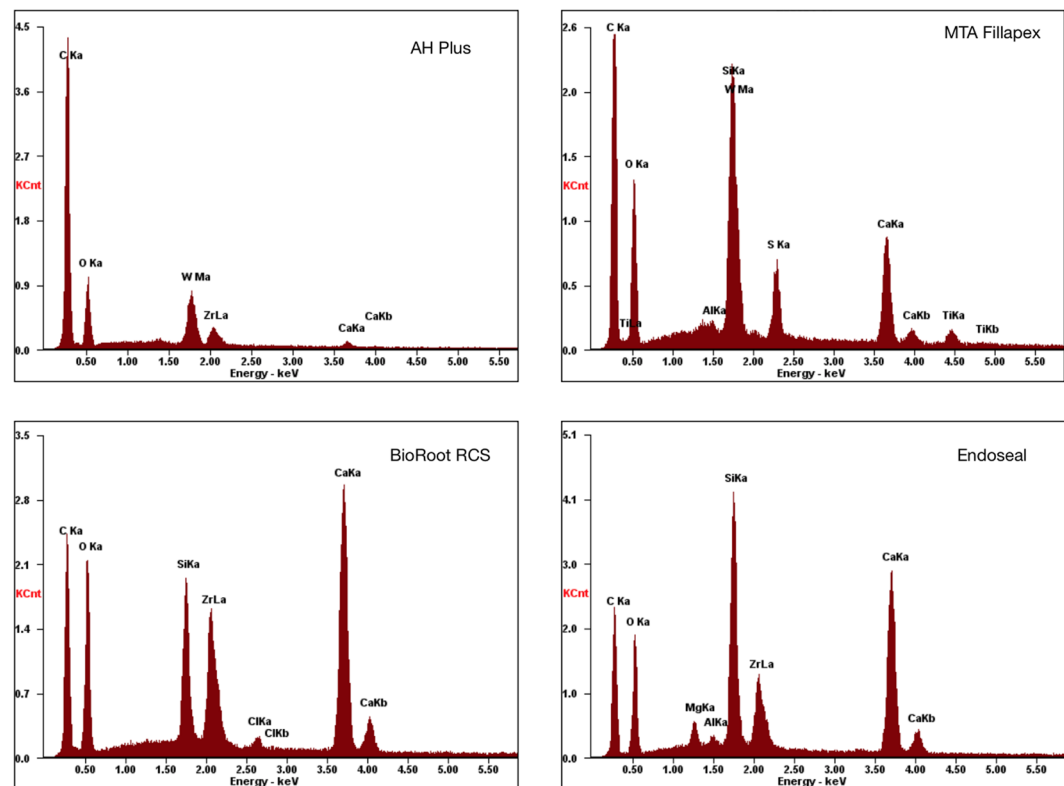 AH Plus
4.5
C Ka
3.6
2.7
KCnt
1.8
O Ka
0.9
W Ma
ZrLa
CaKa
CaKb
0.0
0.50 1.00 1.50 2.00 2.50 3.00 3.50 4.00 4.50 5.00 5.50
Energy - keV
MTA Fillapex
2.6
C Ka
2.0
SiKa
W Ma
1.5
O Ka
KCnt
1.0
S Ka
CaKa
0.5
TiLa
AlKa
CaKb
TiKa
TiKb
0.0
0.50 1.00 1.50 2.00 2.50 3.00 3.50 4.00 4.50 5.00 5.50
Energy - keV
BioRoot RCS
3.5
CaKa
2.8
C Ka
O Ka
2.1
SiKa
KCnt
ZrLa
1.4
0.7
ClKa
ClKb
CaKb
0.0
0.50 1.00 1.50 2.00 2.50 3.00 3.50 4.00 4.50 5.00 5.50
Energy - keV
Endoseal
5.1
SiKa
4.1
CaKa
3.0
KCnt
C Ka
O Ka
2.0
ZrLa
1.0
MgKa
AlKa
CaKb
0.0
0.50 1.00 1.50 2.00 2.50 3.00 3.50 4.00 4.50 5.00 5.50
Energy - keV